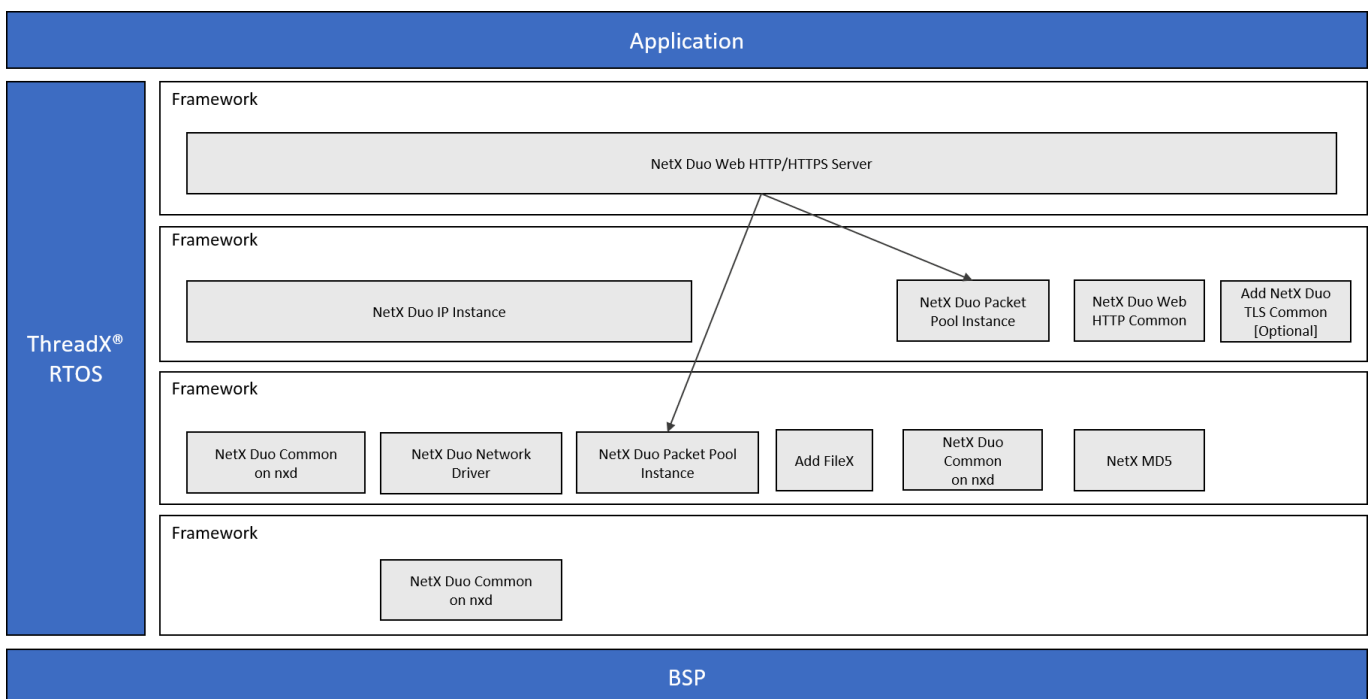 Application
ThreadX®
RTOS
Framework
NetX Duo Web HTTP/HTTPS Server
Framework
NetX Duo IP Instance
NetX Duo Packet
Pool Instance
NetX Duo Web
HTTP Common
Add NetX Duo
TLS Common
[Optional]
Framework
NetX Duo Common
on nxd
NetX Duo Network
Driver
NetX Duo Packet Pool
Instance
Add FileX
NetX Duo
Common
on nxd
NetX MD5
Framework
NetX Duo Common
on nxd
BSP